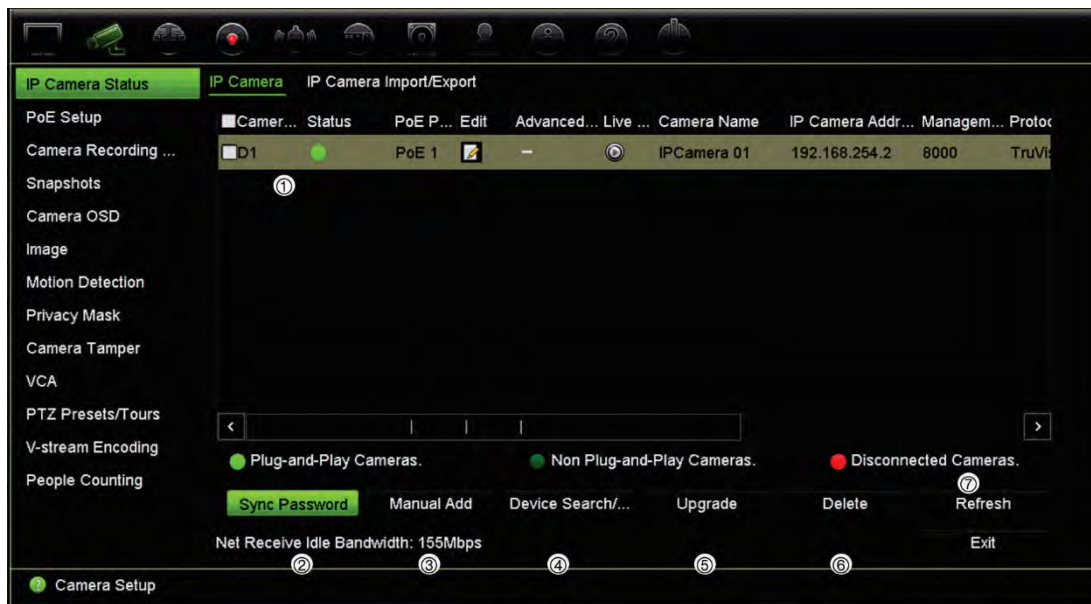 IP Camera Status
PoE Setup
Camera Recording ...
Snapshots
Camera OSD
Image
Motion Detection
Privacy Mask
Camera Tamper
VCA
PTZ Presets/Tours
V-stream Encoding
People Counting
IP Camera IP Camera Import/Export
Camer... Status PoE P... Edit Advanced... Live ... Camera Name IP Camera Addr... Managem... Protoc
D1 PoE 1 – IPCamera 01 192.168.254.2 8000 TruVis
①
Plug-and-Play Cameras. Non Plug-and-Play Cameras. Disconnected Cameras.
⑦
Sync Password Manual Add Device Search/... Upgrade Delete Refresh
Net Receive Idle Bandwidth: 155Mbps Exit
② ③ ④ ⑤ ⑥
Camera Setup